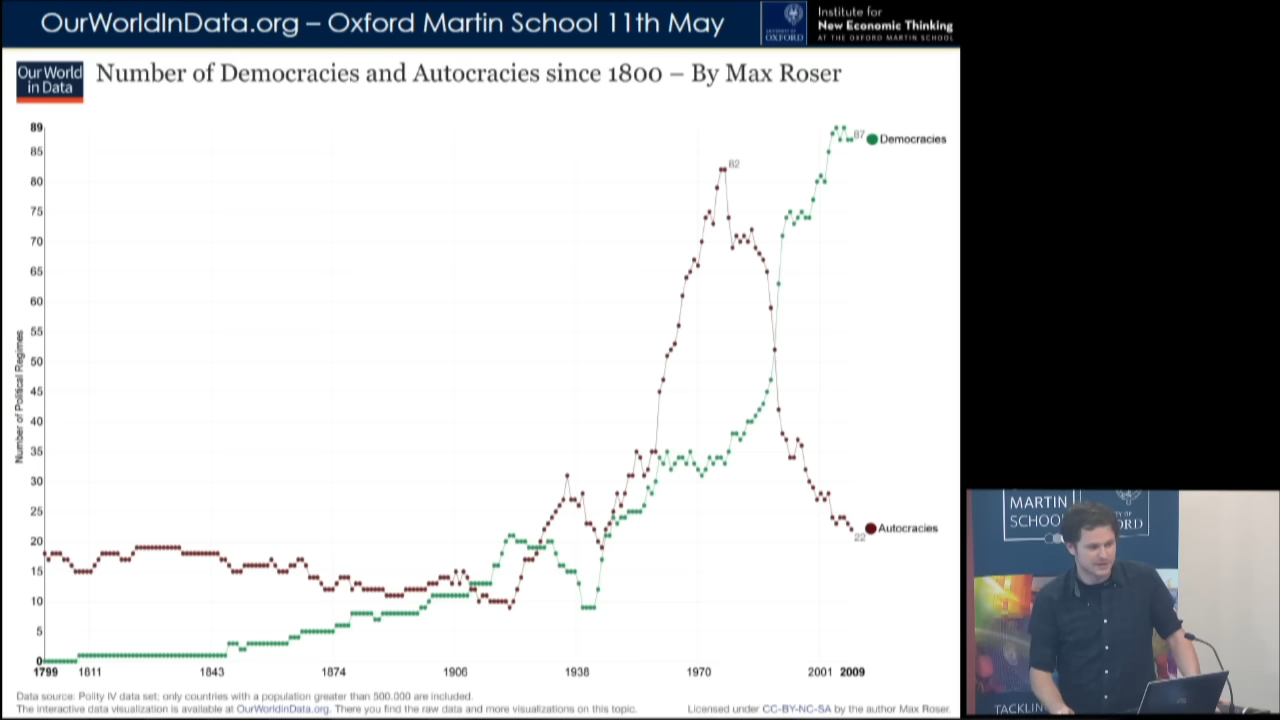 OurWorldInData.org – Oxford Martin School 11th May
UNIVERSITY OF
OXFORD
Institute for
New Economic Thinking
AT THE OXFORD MARTIN SCHOOL
Our World
in Data
Number of Democracies and Autocracies since 1800 – By Max Roser
Number of Political Regimes
89
85
80
75
70
65
60
55
50
45
40
35
30
25
20
15
10
5
0
82
87
Democracies
Autocracies
22
1799 1811 1843 1874 1906 1938 1970 2001 2009
Data source: Polity IV data set; only countries with a population greater than 500.000 are included.
The interactive data visualization is available at OurWorldinData.org. There you find the raw data and more visualizations on this topic.
Licensed under CC-BY-NC-SA by the author Max Roser.
MARTIN
SCHOO
TY OF
ORD
TACKLIN